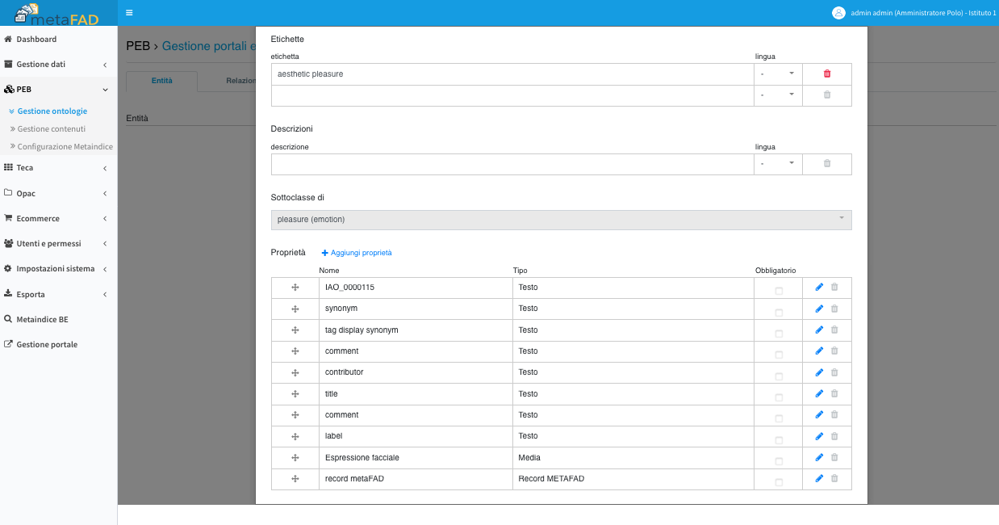 metaFAD
admin admin (Amministratore Polo) - Istituto 1
Dashboard
Gestione dati
PEB
Gestione ontologie
Gestione contenuti
Configurazione Metaindice
Teca
Opac
Ecommerce
Utenti e permessi
Impostazioni sistema
Esporta
Metaindice BE
Gestione portale
PEB › Gestione portali e
Entità
Relazion
Entità
Etichette
etichetta lingua
aesthetic pleasure -
-
Descrizioni
descrizione lingua
-
Sottoclasse di
pleasure (emotion)
Proprietà Aggiungi proprietà
Nome Tipo Obbligatorio
IAO_0000115 Testo
synonym Testo
tag display synonym Testo
comment Testo
contributor Testo
title Testo
comment Testo
label Testo
Espressione facciale Media
record metaFAD Record METAFAD